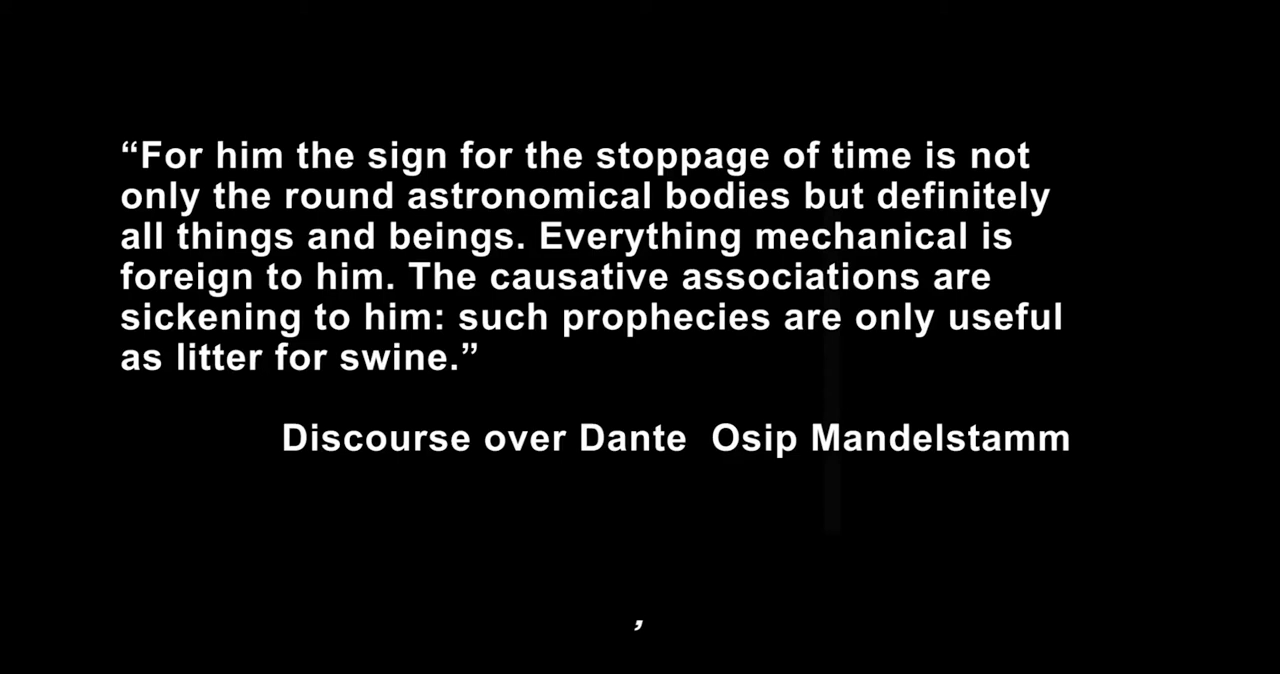 “For him the sign for the stoppage of time is not
only the round astronomical bodies but definitely
all things and beings. Everything mechanical is
foreign to him. The causative associations are
sickening to him: such prophecies are only useful
as litter for swine.”
Discourse over Dante  Osip Mandelstamm
,